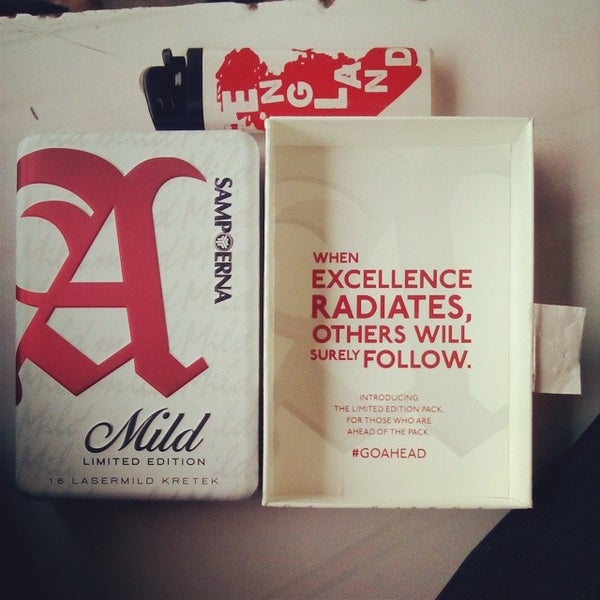 ENGLAND
A
SAMPOERNA
Mild
LIMITED EDITION
16 LASERMILD KRETEK
WHEN
EXCELLENCE
RADIATES,
OTHERS WILL
SURELY FOLLOW.
INTRODUCING
THE LIMITED EDITION PACK,
FOR THOSE WHO ARE
AHEAD OF THE PACK.
#GOAHEAD